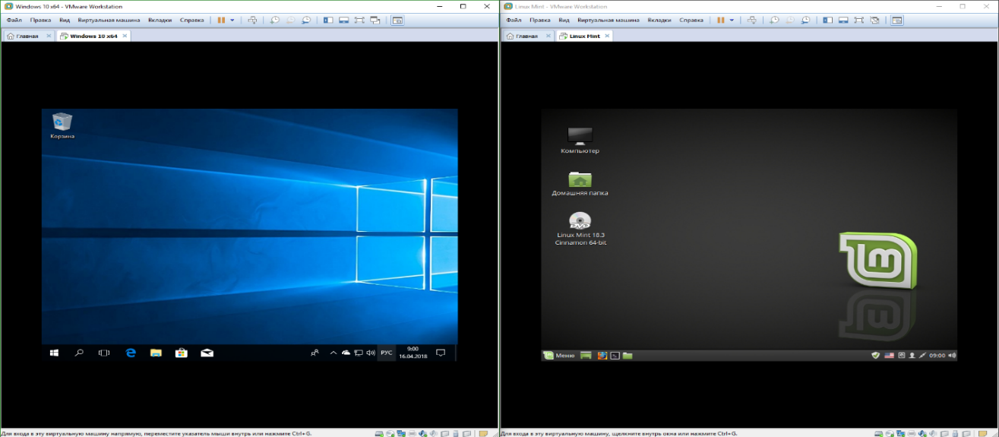 Windows 10 x64 - VMware Workstation
Файл Правка Вид Виртуальная машина Вкладки Справка
Главная Windows 10 x64
Корзина
РУС 9:00
16.04.2018
Для входа в эту виртуальную машину напрямую, переместите указатель мыши внутрь или нажмите Ctrl+G.
Linux Mint - VMware Workstation
Файл Правка Вид Виртуальная машина Вкладки Справка
Главная Linux Mint
Компьютер
Домашняя папка
DVD
Linux Mint 18.3
Cinnamon 64-bit
lm
Меню 09:00
Для входа в эту виртуальную машину, щелкните внутрь окна или нажмите Ctrl+G.